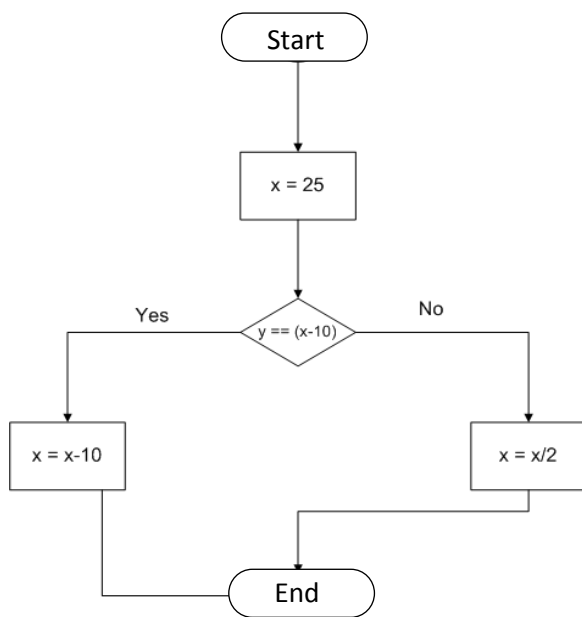 Start
x = 25
Yes
No
y == (x-10)
x = x-10
x = x/2
End